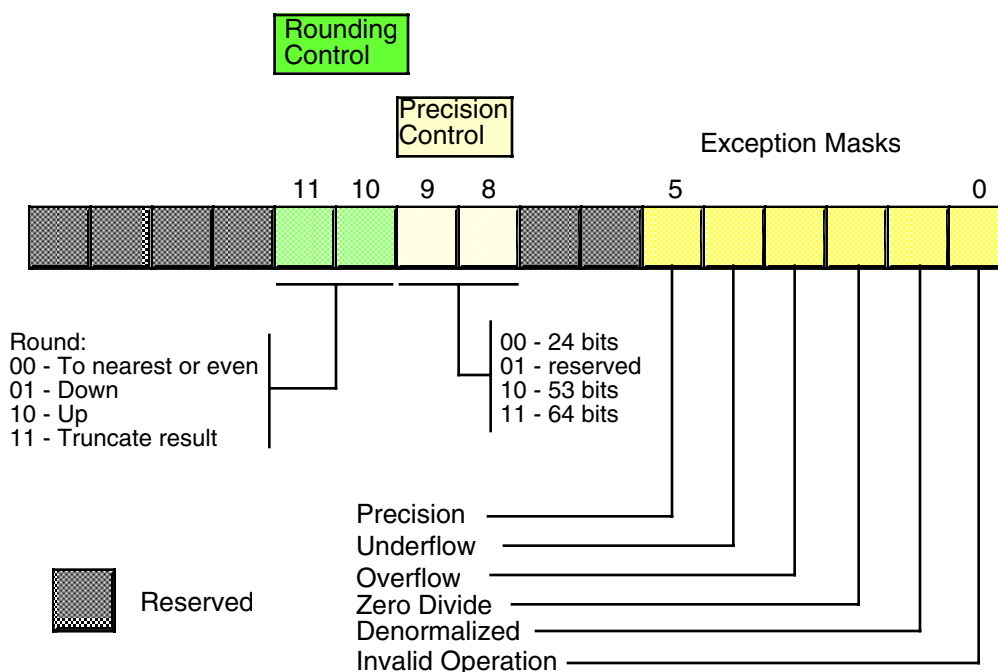 Rounding
Control
Precision
Control
Exception Masks
11 10 9 8 5 0
Round:
00 - To nearest or even
01 - Down
10 - Up
11 - Truncate result
00 - 24 bits
01 - reserved
10 - 53 bits
11 - 64 bits
Precision
Underflow
Overflow
Zero Divide
Denormalized
Invalid Operation
Reserved